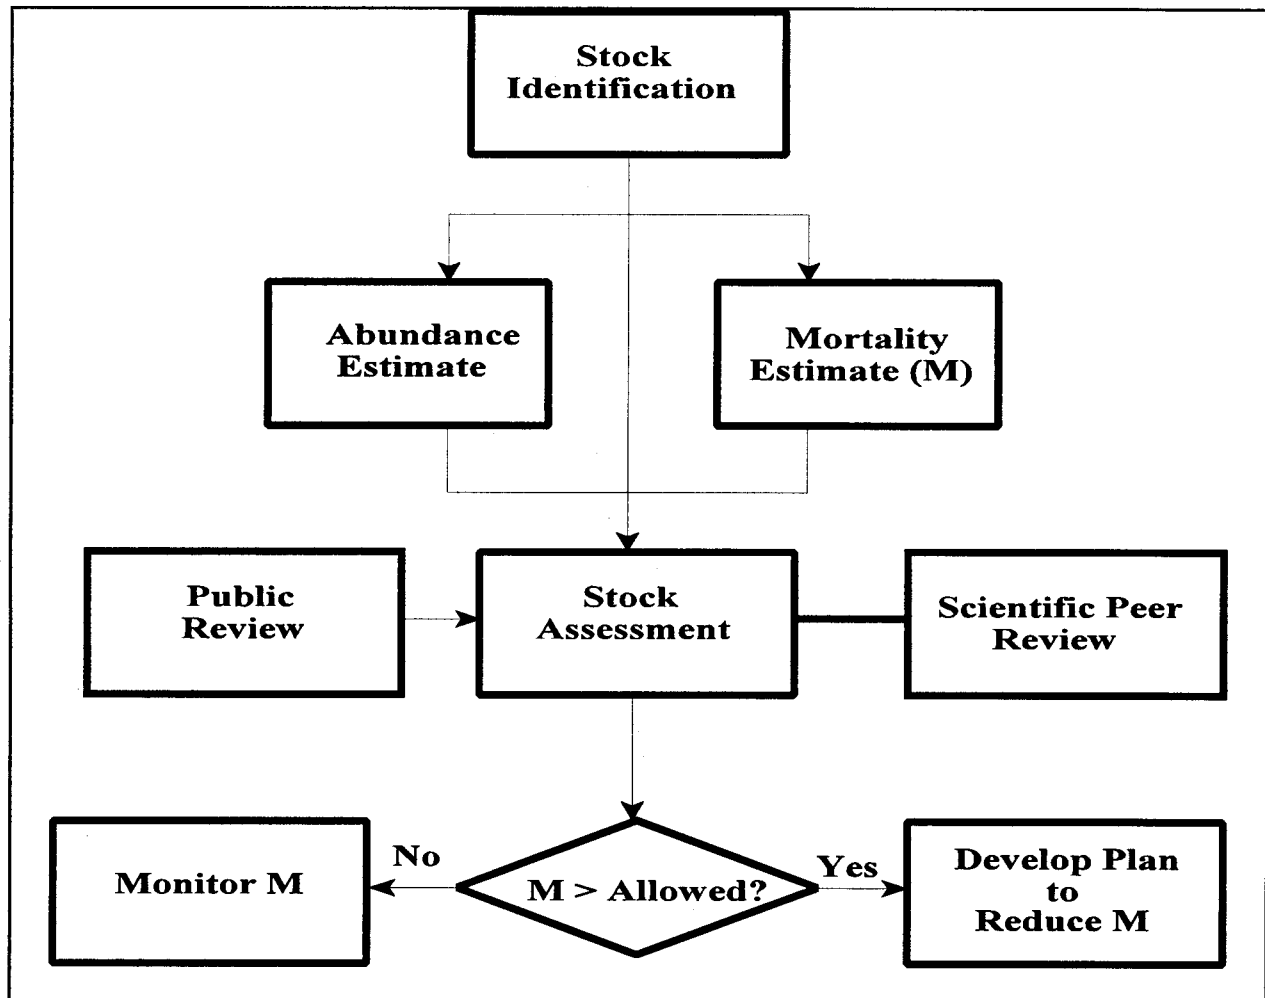 Stock
Identification
Abundance
Estimate
Mortality
Estimate (M)
Public
Review
Stock
Assessment
Scientific Peer
Review
Monitor M
No
M > Allowed?
Yes
Develop Plan
to
Reduce M